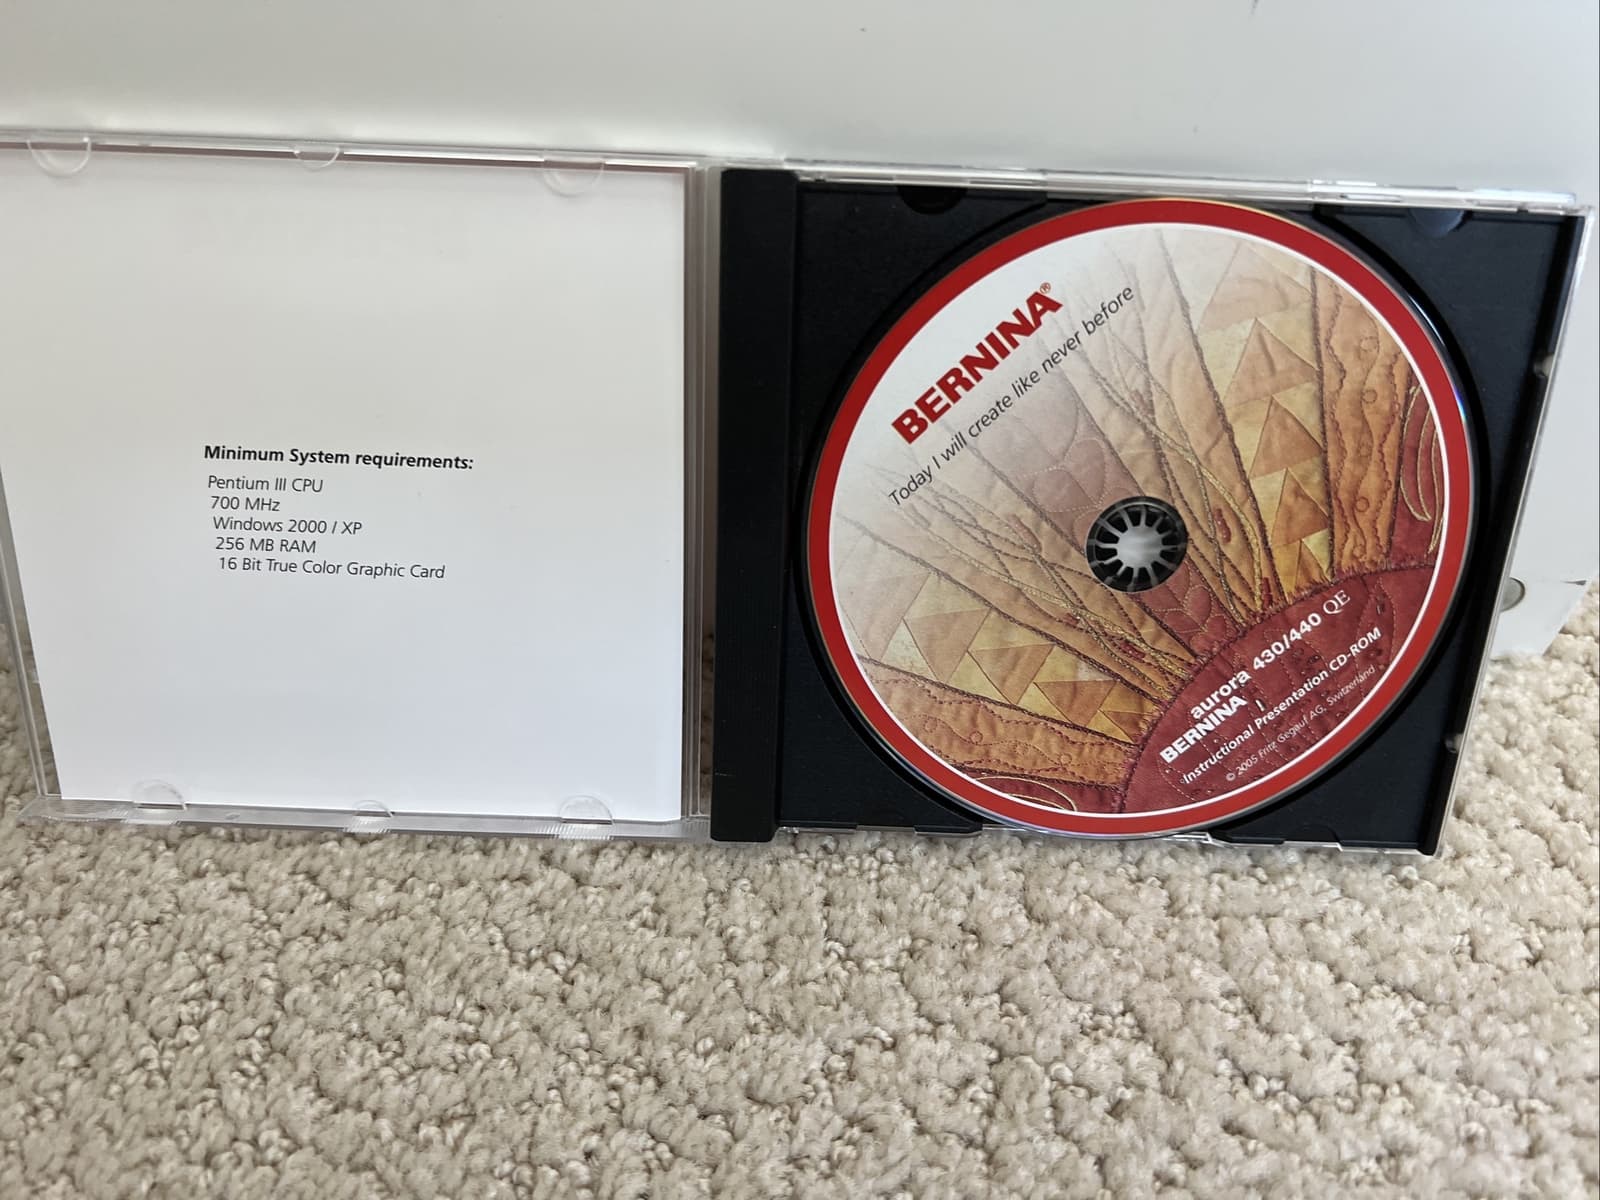 Minimum System requirements:
Pentium III CPU
700 MHz
Windows 2000 / XP
256 MB RAM
16 Bit True Color Graphic Card
BERNINA®
Today I will create like never before
aurora 430/440 QE
BERNINA
Instructional Presentation CD-ROM
© 2005 Fritz Gegauf AG, Switzerland